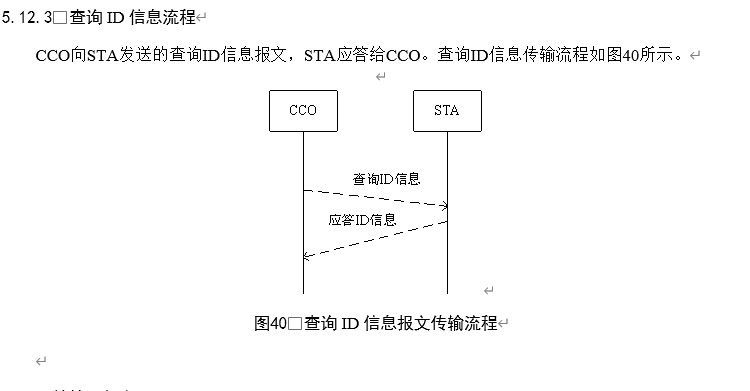 5.12.3□查询 ID 信息流程↵
CCO向STA发送的查询ID信息报文，STA应答给CCO。查询ID信息传输流程如图40所示。↵
↵
CCO
STA
查询ID信息
应答ID信息
↵
图40□查询 ID 信息报文传输流程↵
↵